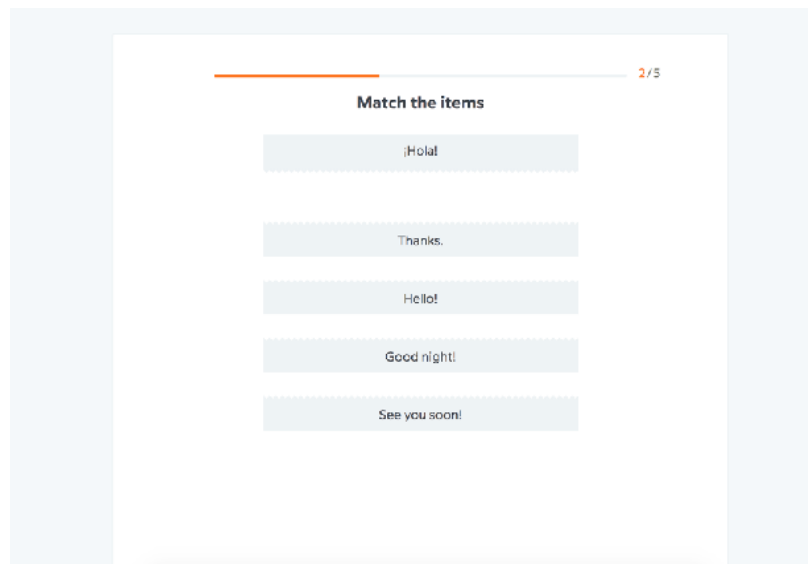 2/5
Match the items
¡Hola!
Thanks.
Hello!
Good night!
See you soon!